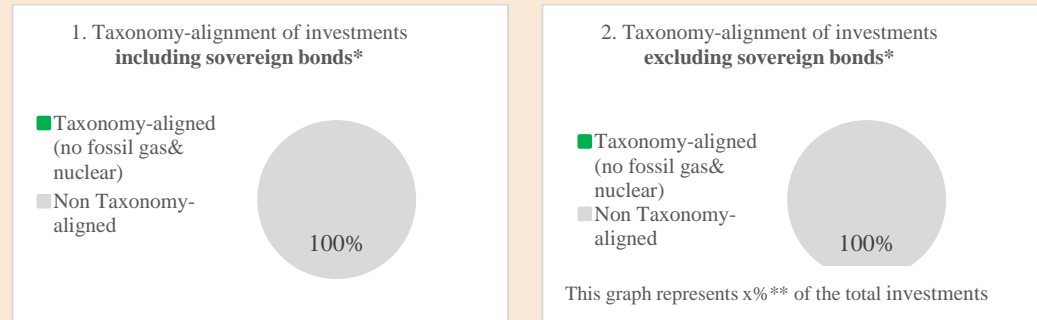 1. Taxonomy-alignment of investments
including sovereign bonds*
Taxonomy-aligned
(no fossil gas&
nuclear)
Non Taxonomy-
aligned
100%
2. Taxonomy-alignment of investments
excluding sovereign bonds*
Taxonomy-aligned
(no fossil gas&
nuclear)
Non Taxonomy-
aligned
100%
This graph represents x%** of the total investments